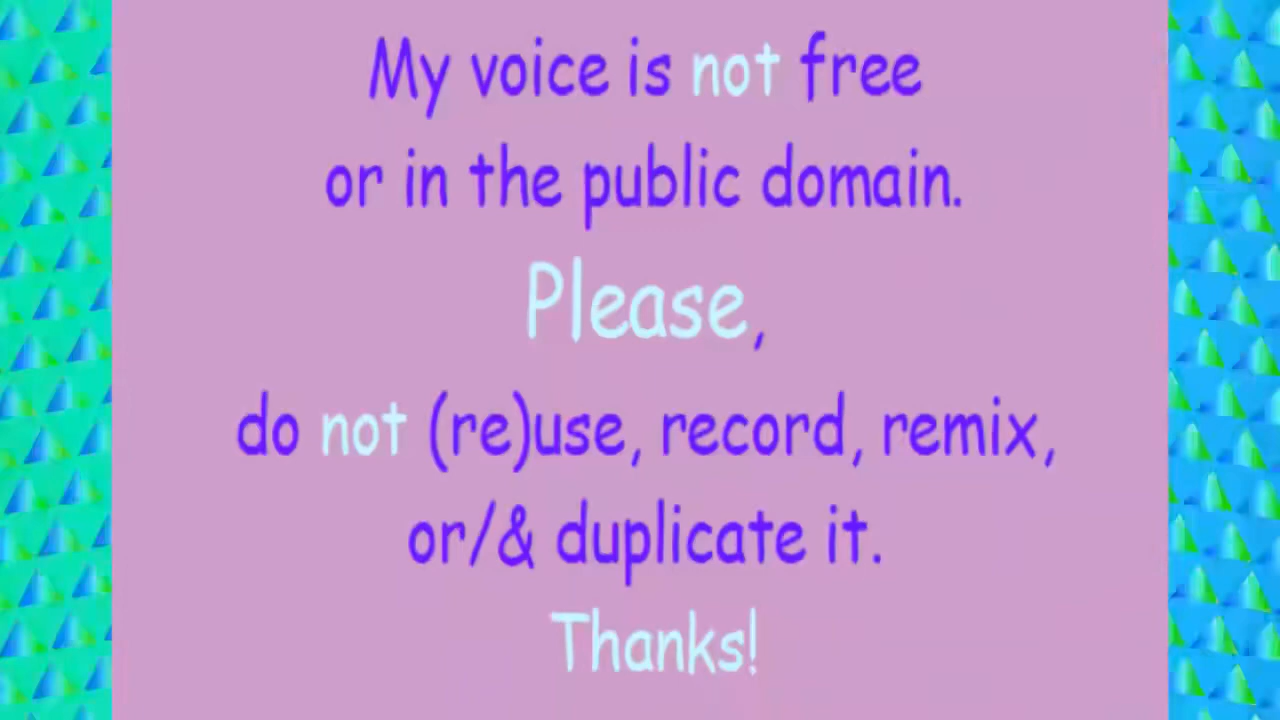 My voice is not free
or in the public domain.
Please,
do not (re)use, record, remix,
or/& duplicate it.
Thanks!